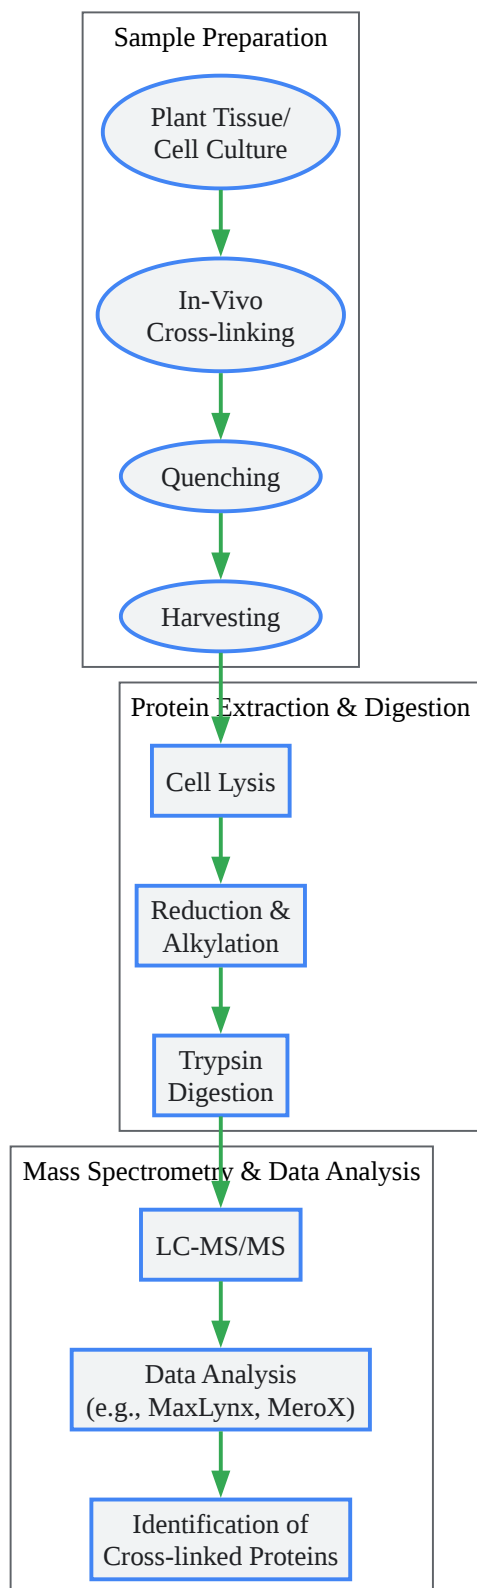 Sample Preparation
Plant Tissue/
Cell Culture
In-Vivo
Cross-linking
Quenching
Harvesting
Protein Extraction & Digestion
Cell Lysis
Reduction &
Alkylation
Trypsin
Digestion
Mass Spectrometry & Data Analysis
LC-MS/MS
Data Analysis
(e.g., MaxLynx, MeroX)
Identification of
Cross-linked Proteins